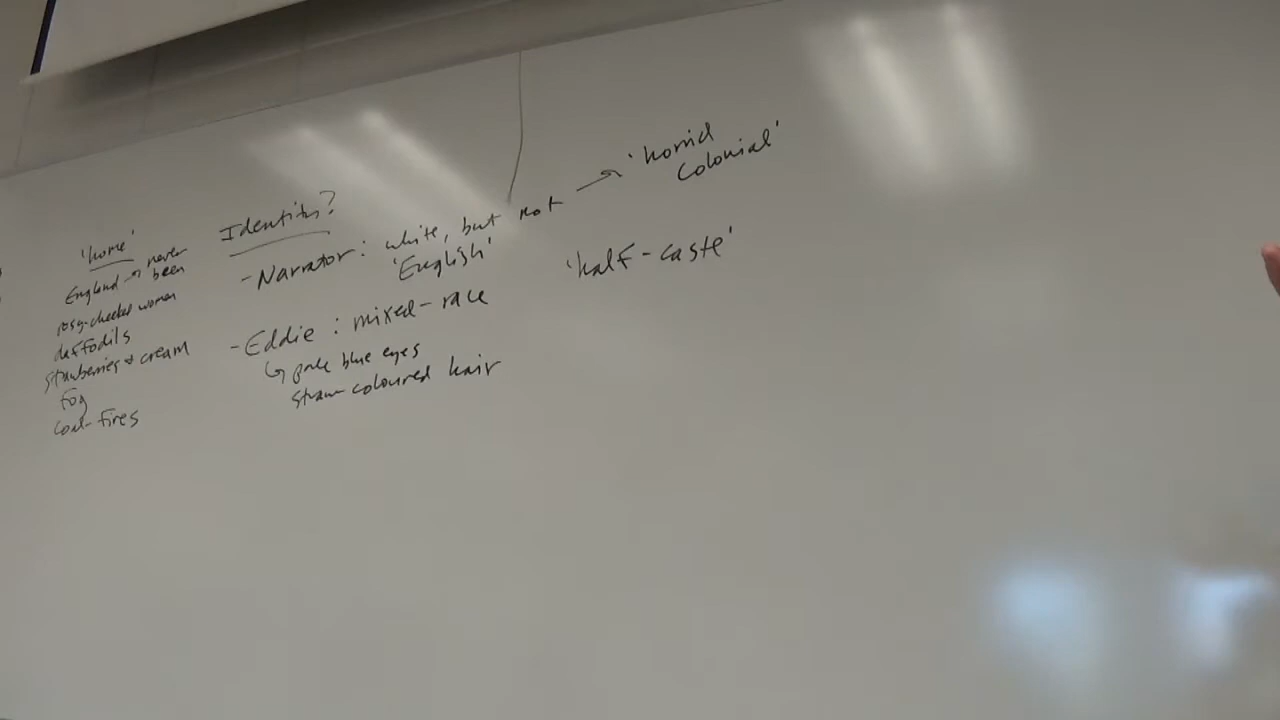 'home'
England → never
been
rosy-cheeked women
daffodils
strawberries & cream
fog
coal-fires
Identity?
- Narrator: white, but not → 'horrid
'English' colonial'
- Eddie: mixed-race 'half-caste'
↳ pale blue eyes
straw-coloured hair